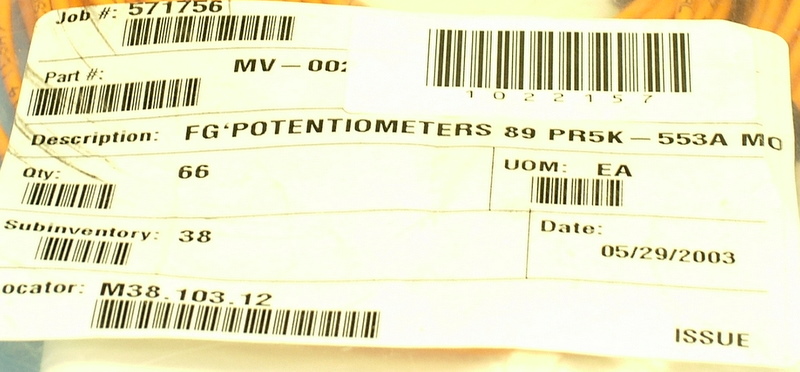 Job #: 571756
Part #: MV-002
1022157
Description: FG'POTENTIOMETERS 89 PR5K-553A MO
Qty: 66
UOM: EA
Subinventory: 38
Date:
05/29/2003
ocator: M38.103.12
ISSUE